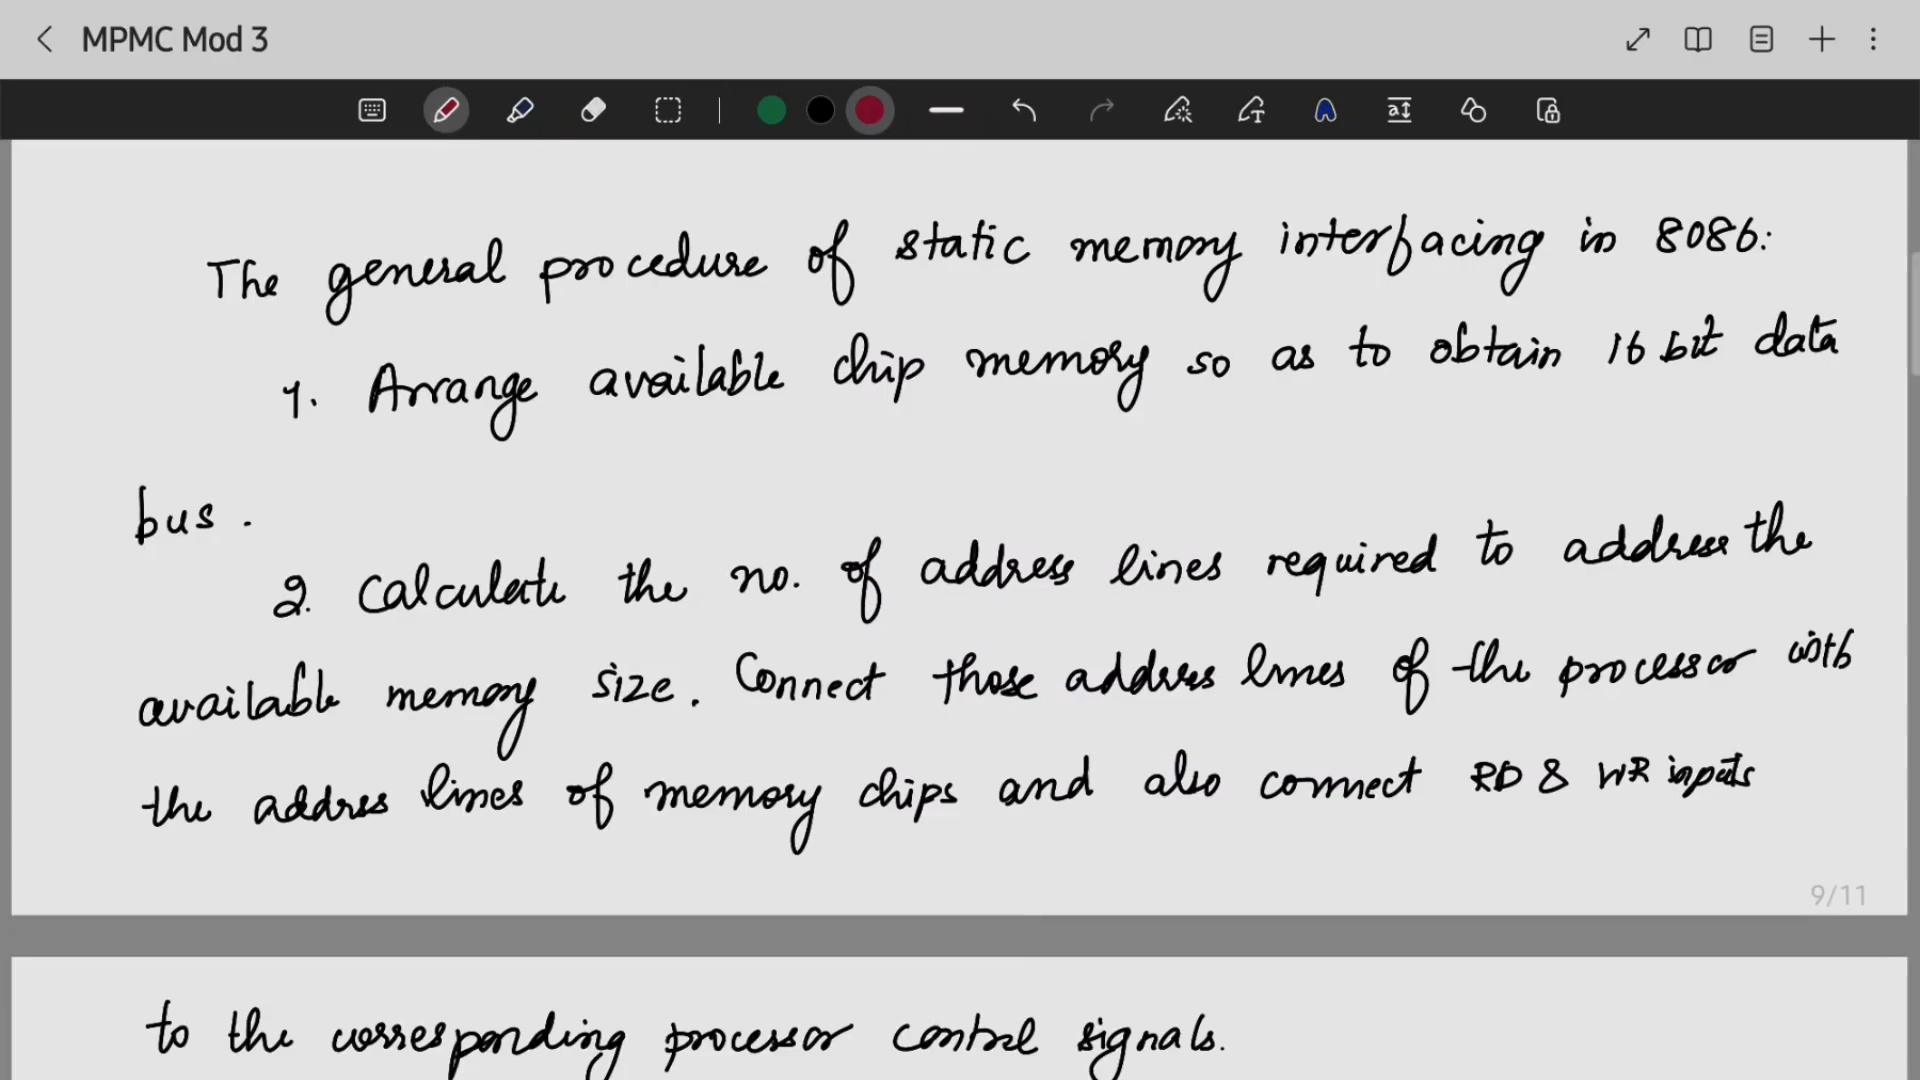 MPMC Mod 3
The general procedure of static memory interfacing in 8086:
1. Arrange available chip memory so as to obtain 16 bit data
bus.
2. Calculate the no. of address lines required to address the
available memory size. Connect those address lines of the processor with
the address lines of memory chips and also connect RD & WR inputs
9/11
to the corresponding processor control signals.